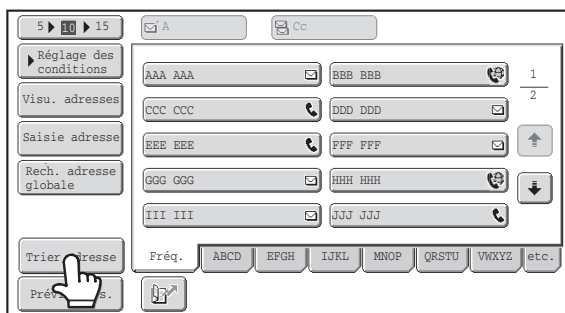 5 10 15
A
Cc
Réglage des
conditions
Visu. adresses
Saisie adresse
Rech. adresse
globale
AAA AAA
BBB BBB
CCC CCC
DDD DDD
EEE EEE
FFF FFF
GGG GGG
HHH HHH
III III
JJJ JJJ
1
2
Trier
Fréq.
ABCD
EFGH
IJKL
MNOP
QRSTU
VWXYZ
etc.